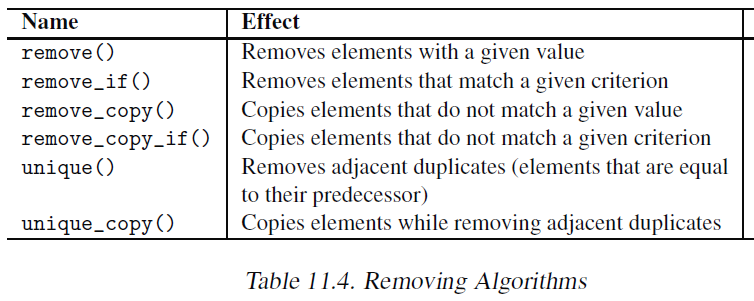 Name Effect
remove() Removes elements with a given value
remove_if() Removes elements that match a given criterion
remove_copy() Copies elements that do not match a given value
remove_copy_if() Copies elements that do not match a given criterion
unique() Removes adjacent duplicates (elements that are equal
to their predecessor)
unique_copy() Copies elements while removing adjacent duplicates
Table 11.4. Removing Algorithms